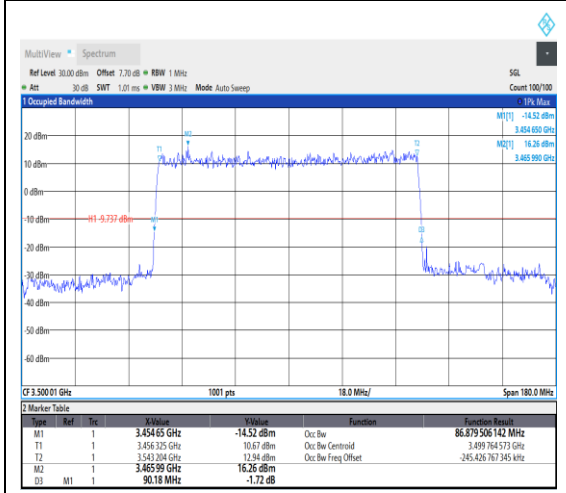 MultiView Spectrum
Ref Level 30.00 dBm Offset 7.70 dB RBW 1 MHz SGL
Att 30 dB SWT 1.01 ms VBW 3 MHz Mode Auto Sweep Count 100/100
1 Occupied Bandwidth 1Pk Max
M1[1] -14.52 dBm
3.454 650 GHz
M2[1] 16.26 dBm
3.465 990 GHz
20 dBm
M2
T1
T2
10 dBm
0 dBm
-10 dBm
H1 -9.737 dBm
M1
D3
-20 dBm
-30 dBm
-40 dBm
-50 dBm
-60 dBm
CF 3.500 01 GHz 1001 pts 18.0 MHz/ Span 180.0 MHz
2 Marker Table
Type Ref Trc X-Value Y-Value Function Function Result
M1 1 3.454 65 GHz -14.52 dBm Occ Bw 86.879 506 142 MHz
T1 1 3.456 325 GHz 10.67 dBm Occ Bw Centroid 3.499 764 573 GHz
T2 1 3.543 204 GHz 12.94 dBm Occ Bw Freq Offset -245.426 767 345 kHz
M2 1 3.465 99 GHz 16.26 dBm
D3 M1 1 90.18 MHz -1.72 dB